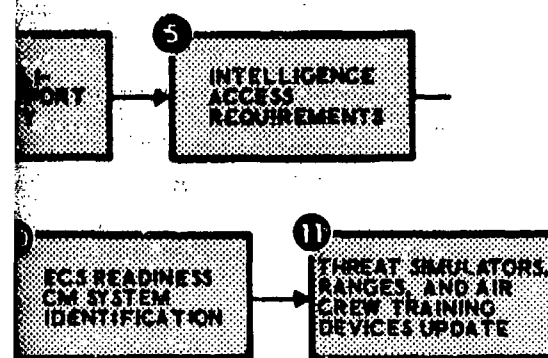 5
INTELLIGENCE
ACCESS
REQUIREMENTS
PORT
11
ECS READINESS
CM SYSTEM
IDENTIFICATION
THREAT SIMULATORS,
RANGES, AND AIR
CREW TRAINING
DEVICES UPDATE